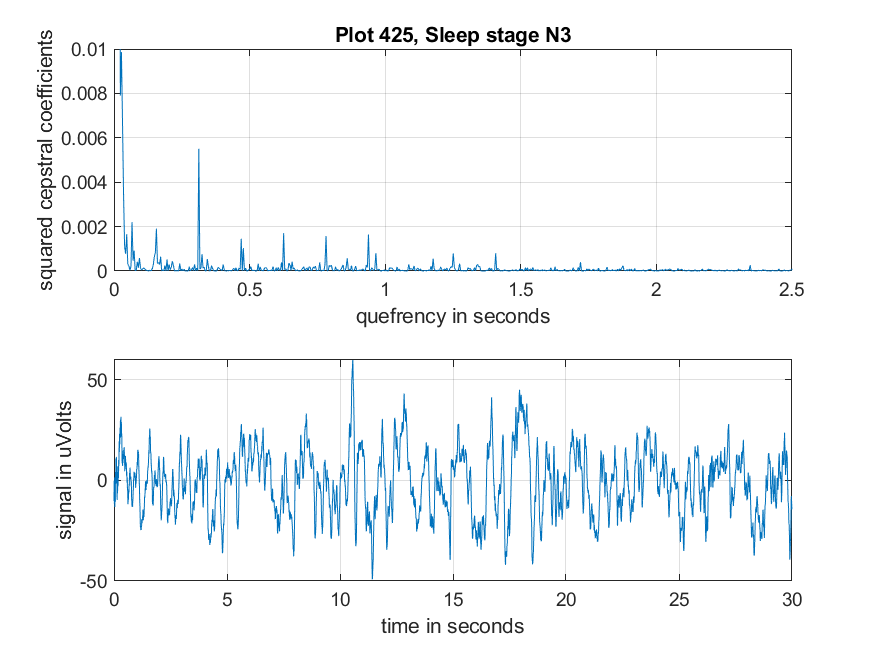 Plot 425, Sleep stage N3
squared cepstral coefficients
0.01
0.008
0.006
0.004
0.002
0
0 0.5 1 1.5 2 2.5
quefrency in seconds
signal in uVolts
50
0
-50
0 5 10 15 20 25 30
time in seconds